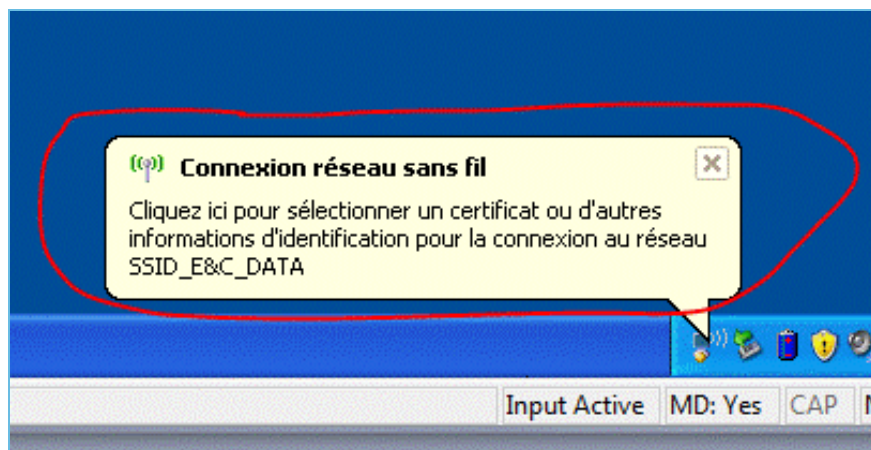 Connexion réseau sans fil
Cliquez ici pour sélectionner un certificat ou d'autres
informations d'identification pour la connexion au réseau
SSID_E&C_DATA
Input Active MD: Yes CAP